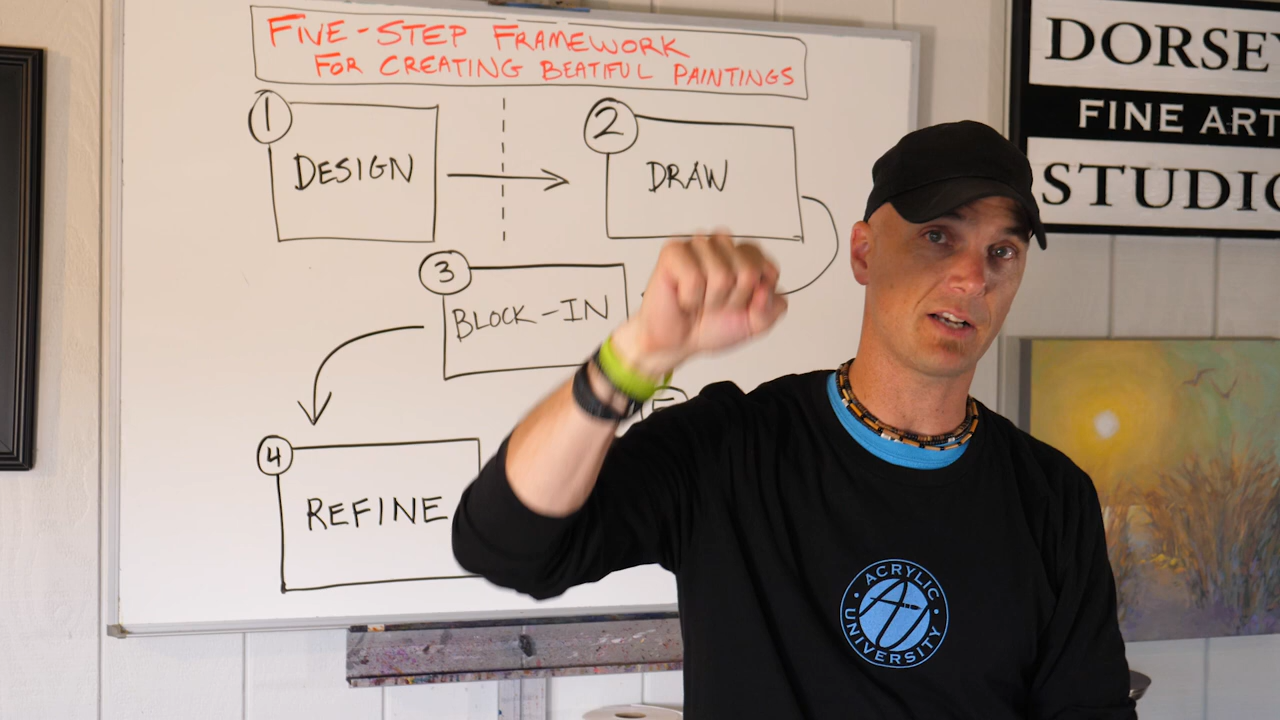 FIVE-STEP FRAMEWORK
FOR CREATING BEATIFUL PAINTINGS
1
DESIGN
2
DRAW
3
BLOCK-IN
4
REFINE
5
DORSEY
FINE ART
STUDIO
ACRYLIC
UNIVERSITY